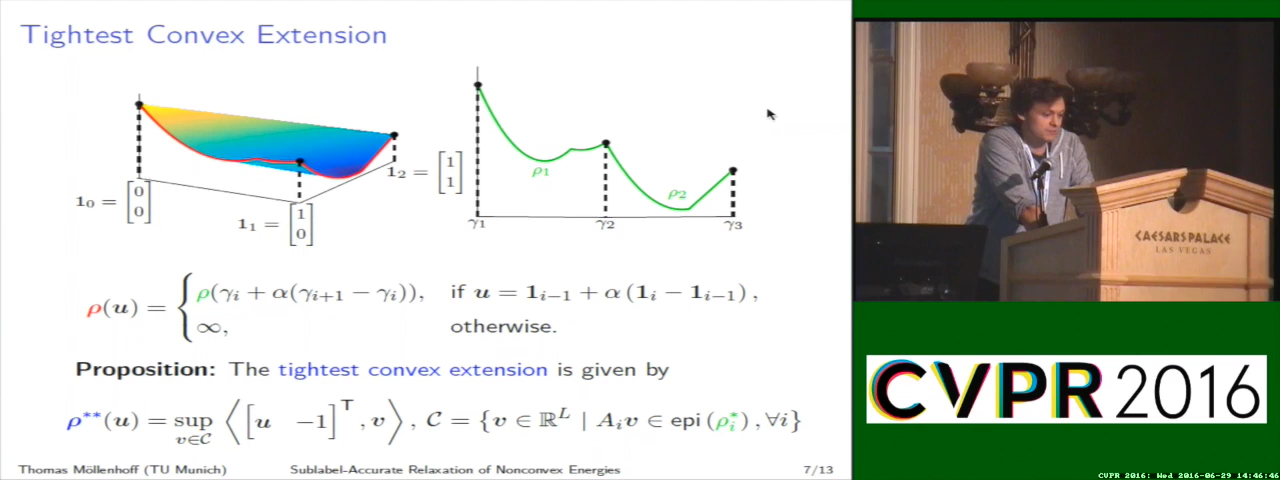 Tightest Convex Extension
1₀ = [0 0]
1₁ = [1 0]
1₂ = [1 1]
ρ₁
ρ₂
γ₁ γ₂ γ₃
ρ(u) = { ρ(γᵢ + α(γᵢ₊₁ − γᵢ)), if u = 1ᵢ₋₁ + α (1ᵢ − 1ᵢ₋₁) ,
∞, otherwise.
Proposition: The tightest convex extension is given by
ρ**(u) = sup_{v∈C} ⟨[u −1]ᵀ, v⟩, C = {v ∈ ℝᴸ | Aᵢv ∈ epi (ρᵢ*) , ∀i}
Thomas Möllenhoff (TU Munich) Sublabel-Accurate Relaxation of Nonconvex Energies 7/13
CAESARS PALACE
LAS VEGAS
CVPR 2016
CVPR 2016: Wed 2016-06-29 14:46:46